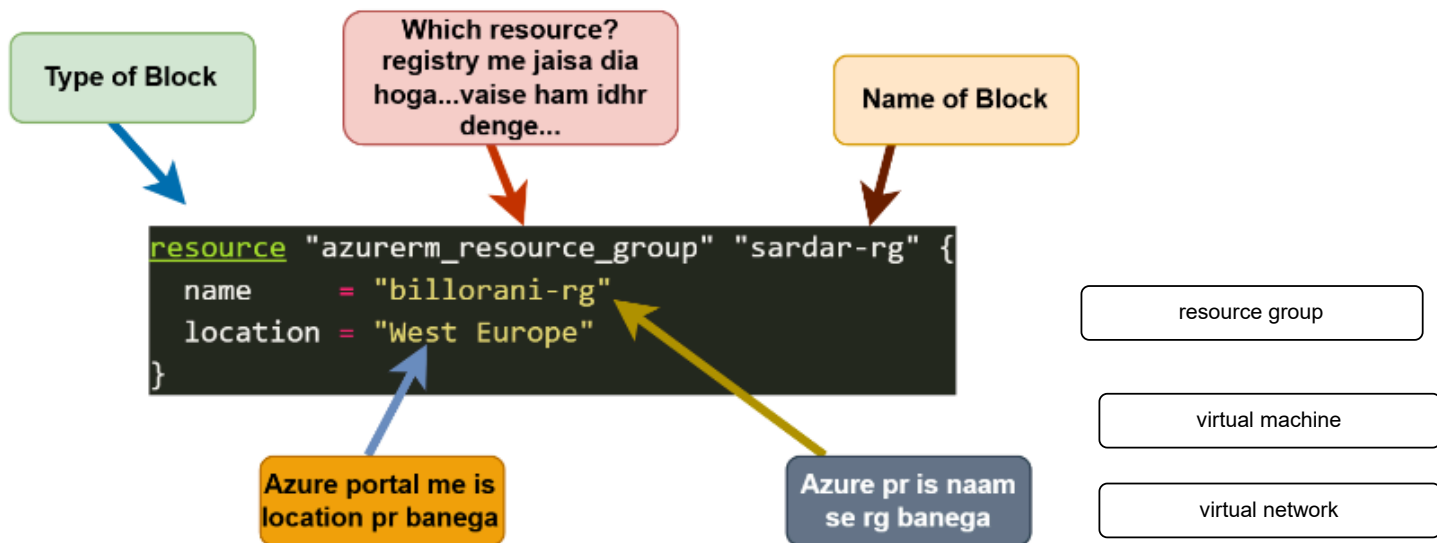 Type of Block
Which resource?
registry me jaisa dia
hoga...vaise ham idhr
denge...
Name of Block
resource "azurerm_resource_group" "sardar-rg" {
name = "billorani-rg"
location = "West Europe"
}
resource group
virtual machine
Azure portal me is
location pr banega
Azure pr is naam
se rg banega
virtual network